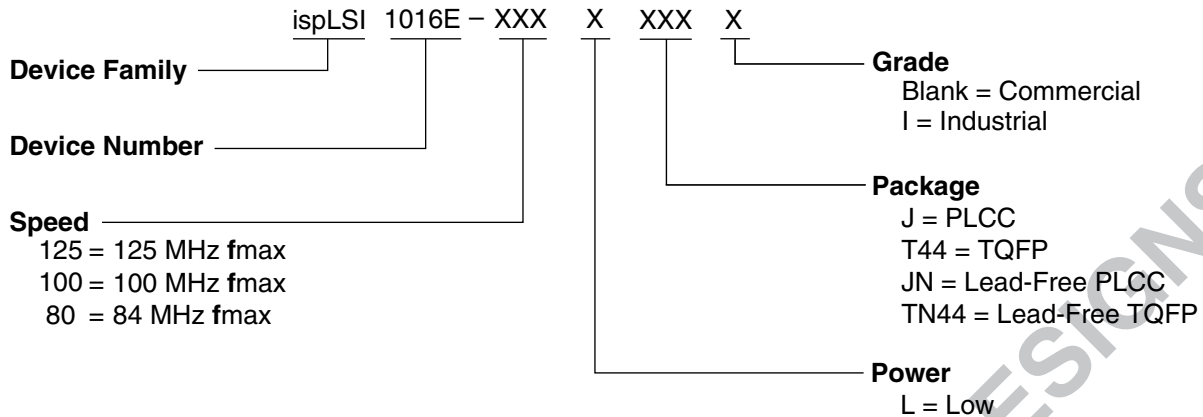 ispLSI 1016E – XXX X XXX X
Device Family
Device Number
Speed
125 = 125 MHz fmax
100 = 100 MHz fmax
80 = 84 MHz fmax
Grade
Blank = Commercial
I = Industrial
Package
J = PLCC
T44 = TQFP
JN = Lead-Free PLCC
TN44 = Lead-Free TQFP
Power
L = Low
ESIGNS